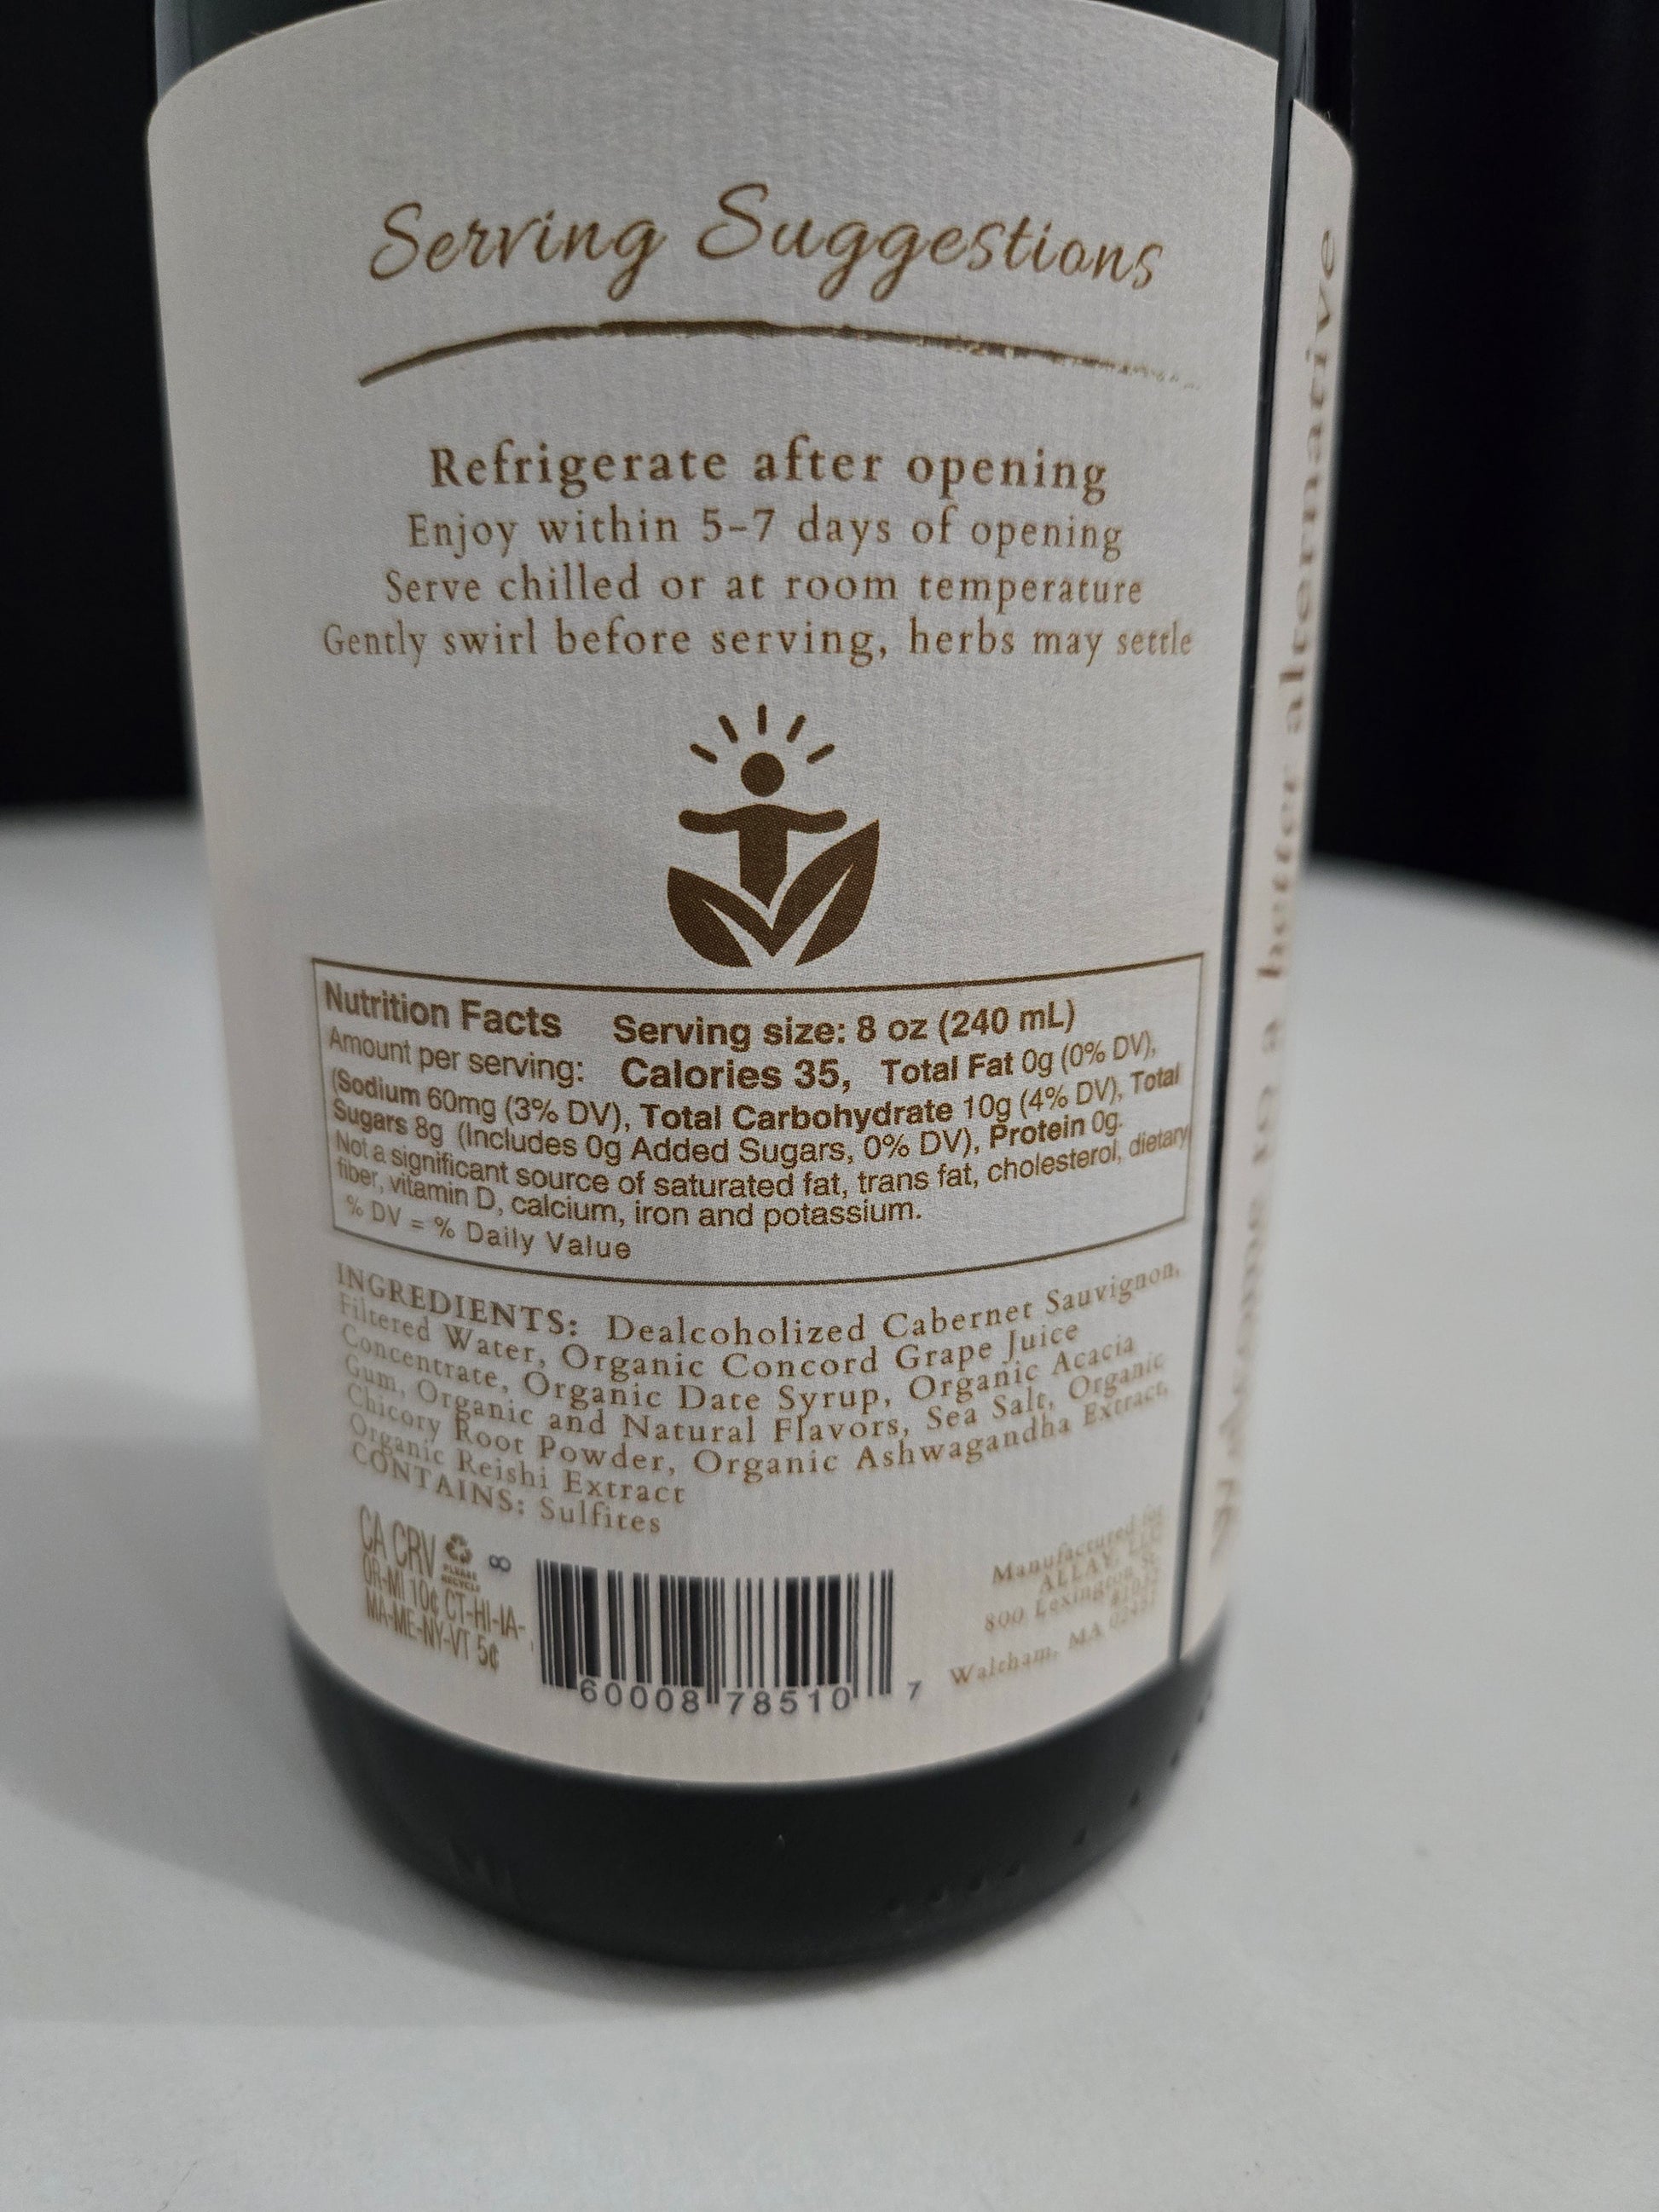 Serving Suggestions
Refrigerate after opening
Enjoy within 5-7 days of opening
Serve chilled or at room temperature
Gently swirl before serving, herbs may settle
Nutrition Facts Serving size: 8 oz (240 mL)
Amount per serving: Calories 35, Total Fat 0g (0% DV),
(Sodium 60mg (3% DV), Total Carbohydrate 10g (4% DV), Total
Sugars 8g (Includes 0g Added Sugars, 0% DV), Protein 0g.
Not a significant source of saturated fat, trans fat, cholesterol, dietary
fiber, vitamin D, calcium, iron and potassium.
% DV = % Daily Value
INGREDIENTS: Dealcoholized Cabernet Sauvignon,
Filtered Water, Organic Concord Grape Juice
Concentrate, Organic Date Syrup, Organic Acacia
Gum, Organic and Natural Flavors, Sea Salt, Organic
Chicory Root Powder, Organic Ashwagandha Extract,
Organic Reishi Extract
CONTAINS: Sulfites
CA CRV
PLEASE
RECYCLE
8
OR-MI 10¢ CT-HI-IA-
MA-ME-NY-VT 5¢
60008 78510 7
Manufactured for
ALLAY, LLC
800 Lexington
Waltham, MA
Welcome to a better alternative